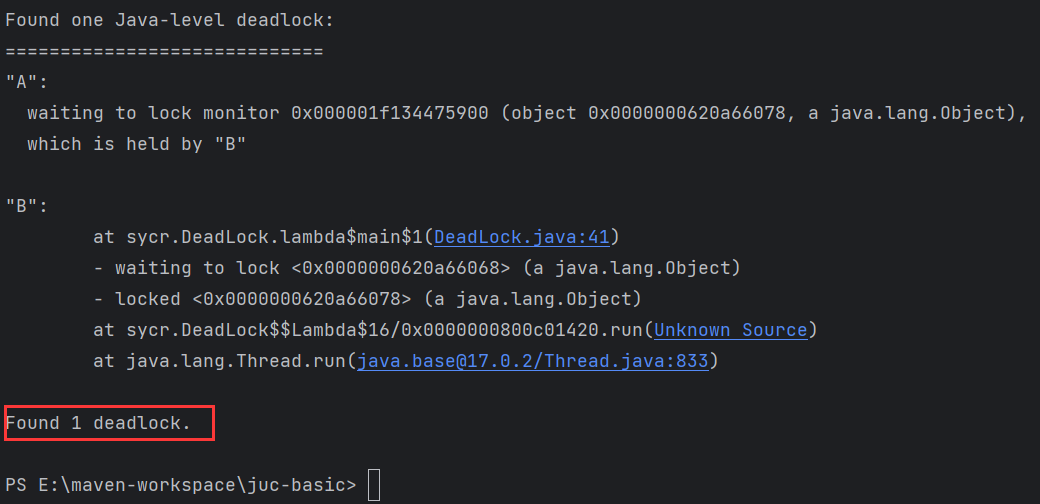 Found one Java-level deadlock:
=============================
"A":
  waiting to lock monitor 0x000001f134475900 (object 0x0000000620a66078, a java.lang.Object),
  which is held by "B"

"B":
        at sycr.DeadLock.lambda$main$1(DeadLock.java:41)
        - waiting to lock <0x0000000620a66068> (a java.lang.Object)
        - locked <0x0000000620a66078> (a java.lang.Object)
        at sycr.DeadLock$$Lambda$16/0x0000000800c01420.run(Unknown Source)
        at java.lang.Thread.run(java.base@17.0.2/Thread.java:833)

Found 1 deadlock.

PS E:\maven-workspace\juc-basic>